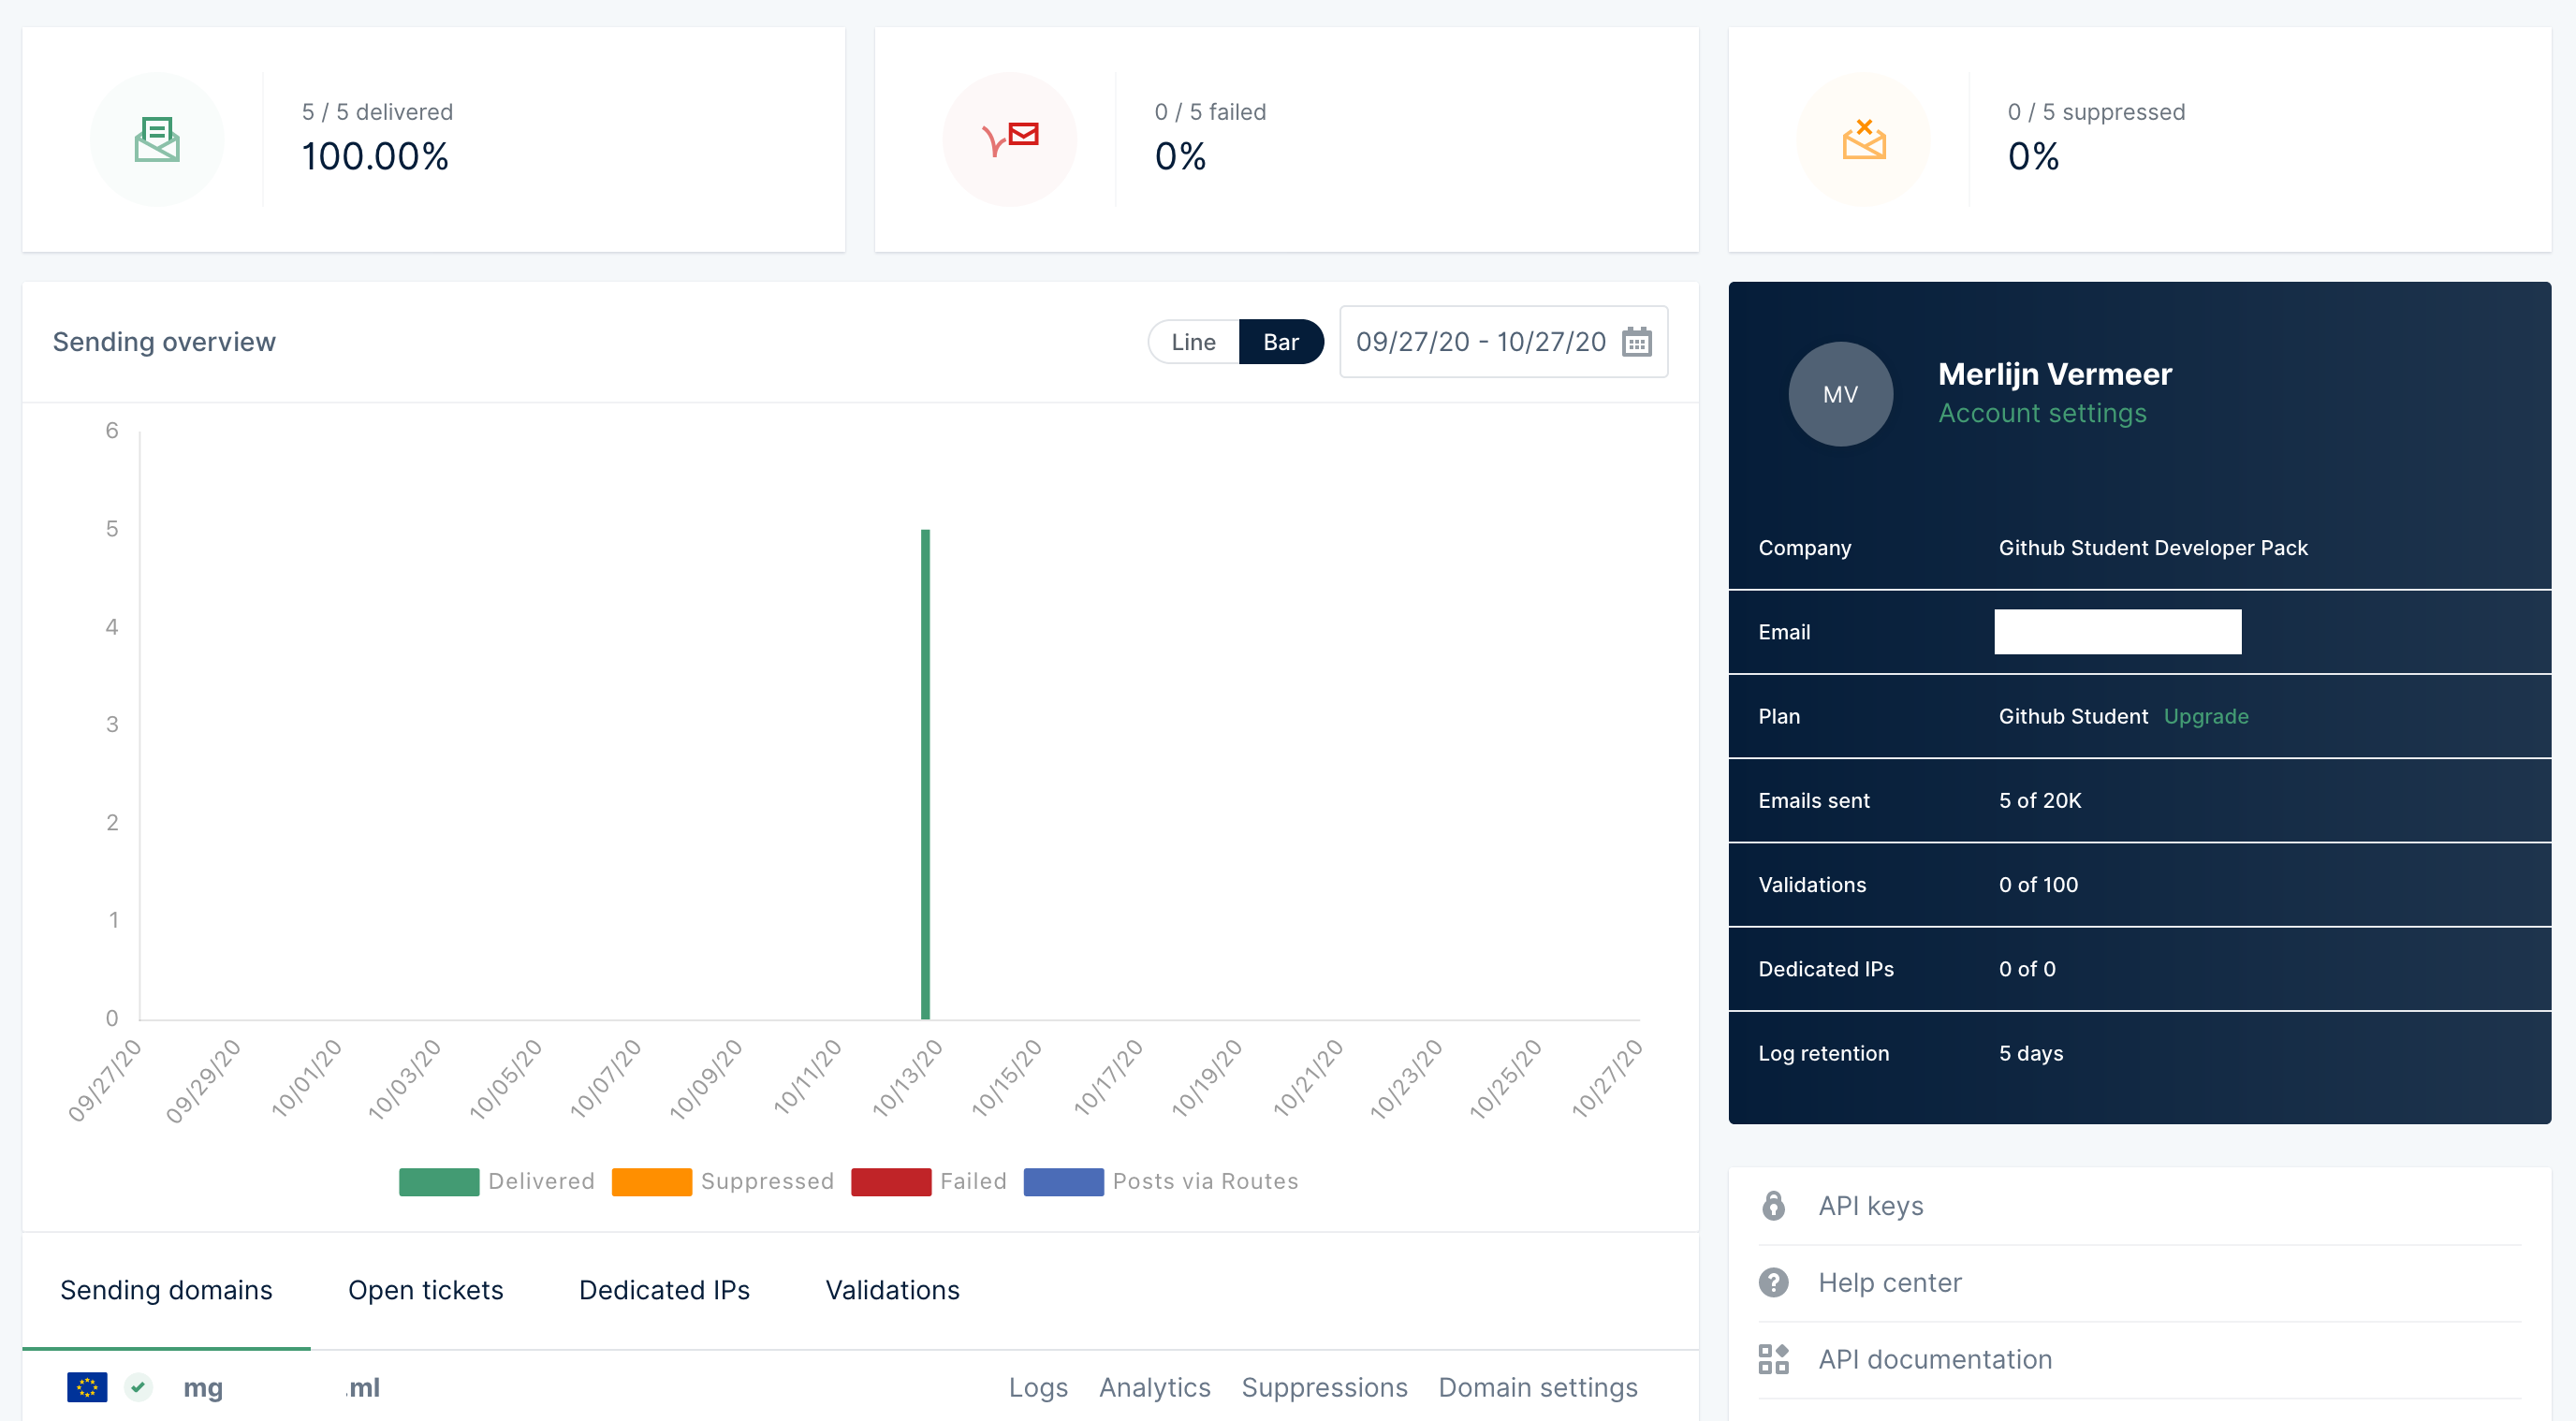 5 / 5 delivered
100.00%
0 / 5 failed
0%
0 / 5 suppressed
0%
Sending overview
Line
Bar
09/27/20 - 10/27/20
6
5
4
3
2
1
0
09/27/20
09/29/20
10/01/20
10/03/20
10/05/20
10/07/20
10/09/20
10/11/20
10/13/20
10/15/20
10/17/20
10/19/20
10/21/20
10/23/20
10/25/20
10/27/20
Delivered
Suppressed
Failed
Posts via Routes
MV
Merlijn Vermeer
Account settings
Company Github Student Developer Pack
Email
Plan Github Student Upgrade
Emails sent 5 of 20K
Validations 0 of 100
Dedicated IPs 0 of 0
Log retention 5 days
API keys
Help center
API documentation
Sending domains
Open tickets
Dedicated IPs
Validations
mg .ml
Logs
Analytics
Suppressions
Domain settings